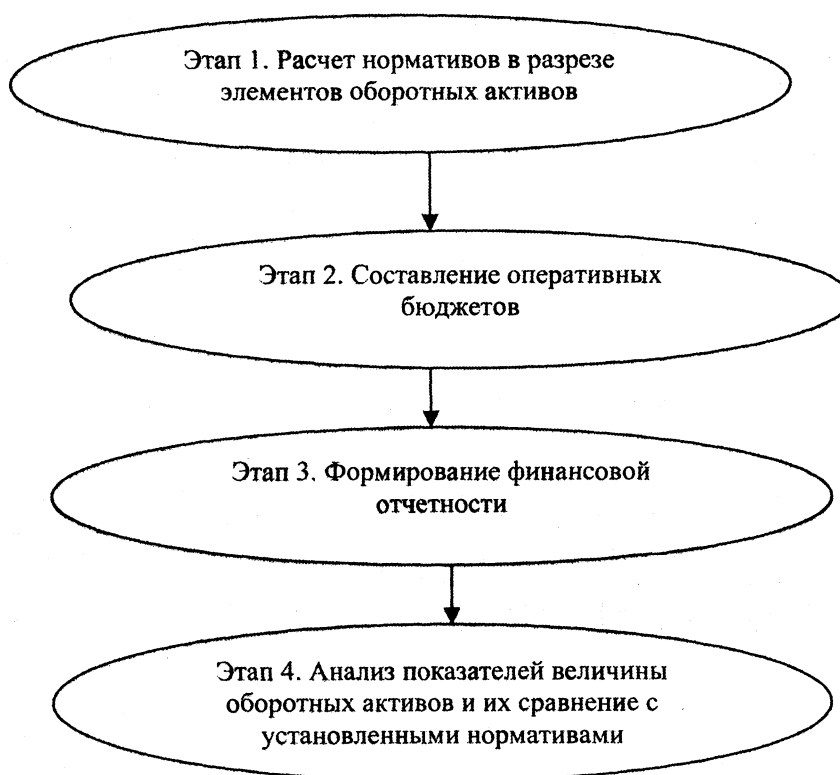 Этап 1. Расчет нормативов в разрезе
элементов оборотных активов
Этап 2. Составление оперативных
бюджетов
Этап 3. Формирование финансовой
отчетности
Этап 4. Анализ показателей величины
оборотных активов и их сравнение с
установленными нормативами